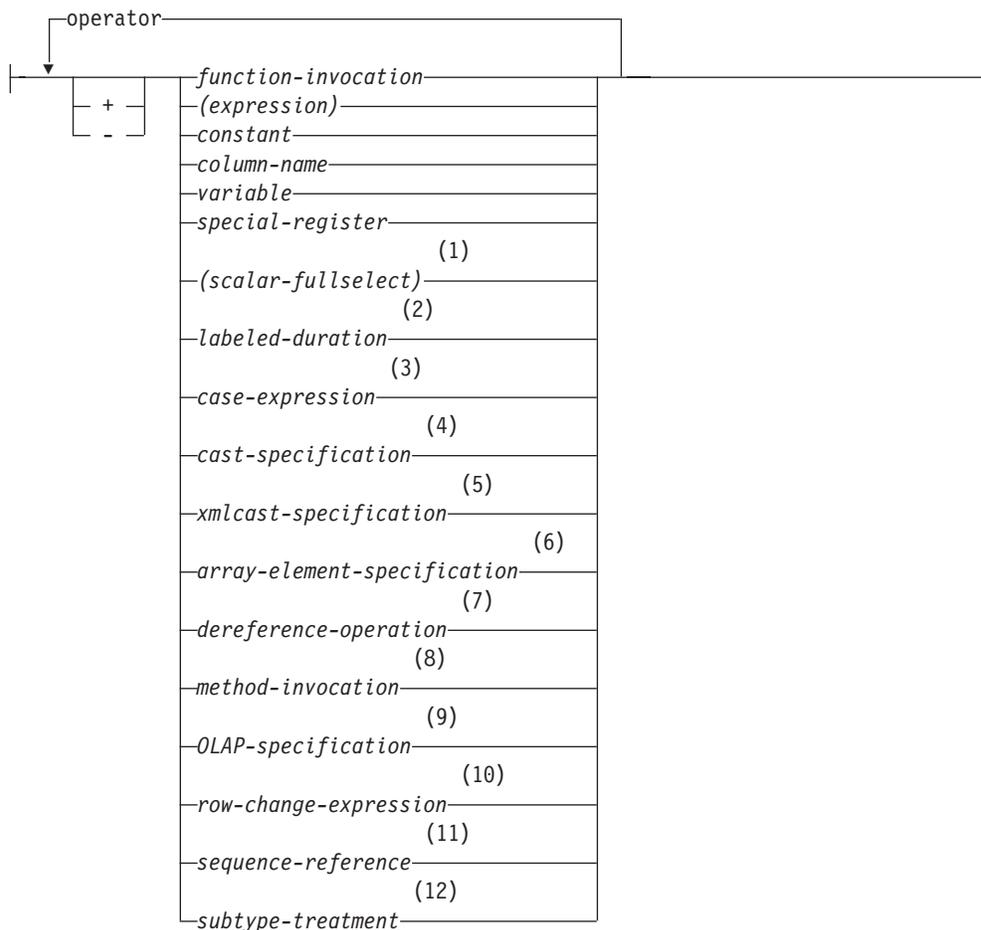 operator
function-invocation
+
(expression)
-
constant
column-name
variable
special-register
(1)
(scalar-fullselect)
(2)
labeled-duration
(3)
case-expression
(4)
cast-specification
(5)
xmlcast-specification
(6)
array-element-specification
(7)
dereference-operation
(8)
method-invocation
(9)
OLAP-specification
(10)
row-change-expression
(11)
sequence-reference
(12)
subtype-treatment